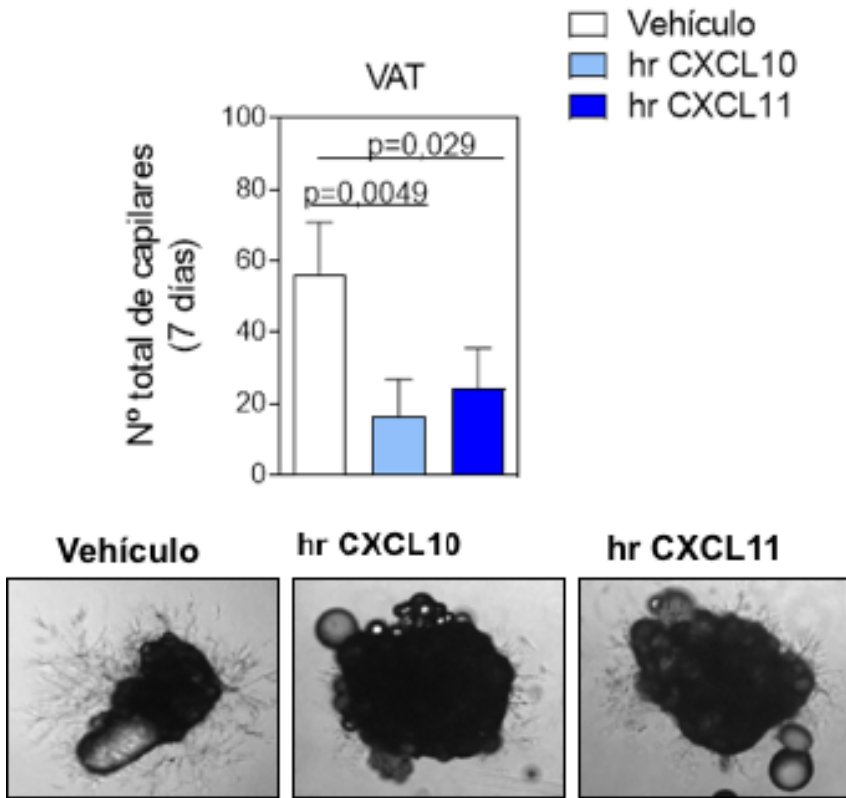 Vehículo
hr CXCL10
hr CXCL11
VAT
Nº total de capilares
(7 días)
100
80
60
40
20
0
p=0,029
p=0,0049
Vehículo
hr CXCL10
hr CXCL11